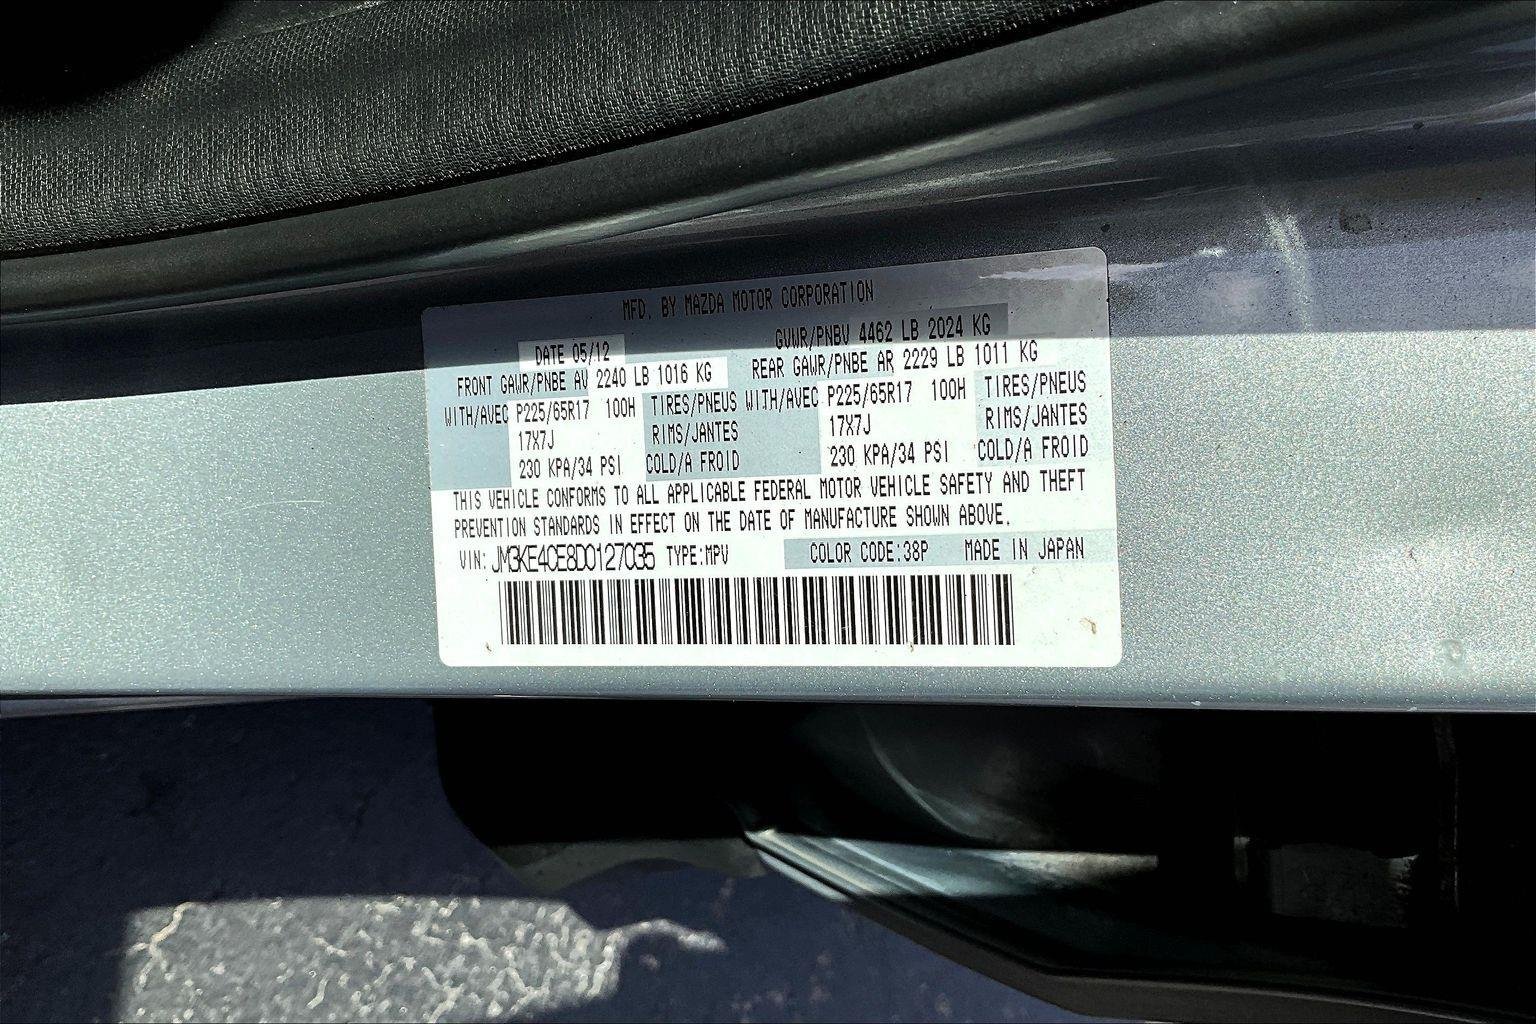 MFD. BY MAZDA MOTOR CORPORATION
DATE 05/12 GVWR/PNBV 4462 LB 2024 KG
FRONT GAWR/PNBE AV 2240 LB 1016 KG REAR GAWR/PNBE AR 2229 LB 1011 KG
WITH/AVEC P225/65R17 100H TIRES/PNEUS WITH/AVEC P225/65R17 100H TIRES/PNEUS
17X7J RIMS/JANTES 17X7J RIMS/JANTES
230 KPA/34 PSI COLD/A FROID 230 KPA/34 PSI COLD/A FROID
THIS VEHICLE CONFORMS TO ALL APPLICABLE FEDERAL MOTOR VEHICLE SAFETY AND THEFT
PREVENTION STANDARDS IN EFFECT ON THE DATE OF MANUFACTURE SHOWN ABOVE.
VIN: JM3KE4CE8D0127035 TYPE:MPV COLOR CODE:38P MADE IN JAPAN